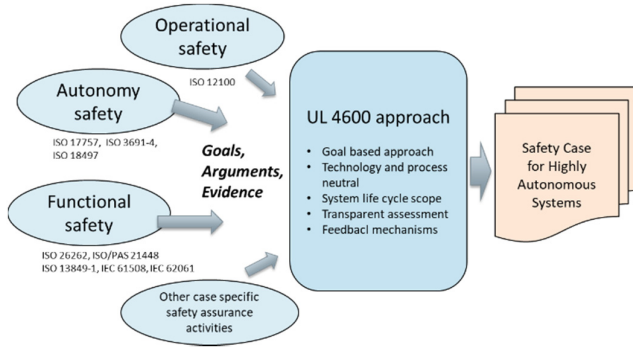 Operational
safety
ISO 12100
Autonomy
safety
ISO 17757, ISO 3691-4,
ISO 18497
Goals,
Arguments,
Evidence
Functional
safety
ISO 26262, ISO/PAS 21448
ISO 13849-1, IEC 61508, IEC 62061
Other case specific
safety assurance
activities
UL 4600 approach
• Goal based approach
• Technology and process
neutral
• System life cycle scope
• Transparent assessment
• Feedbacl mechanisms
Safety Case
for Highly
Autonomous
Systems